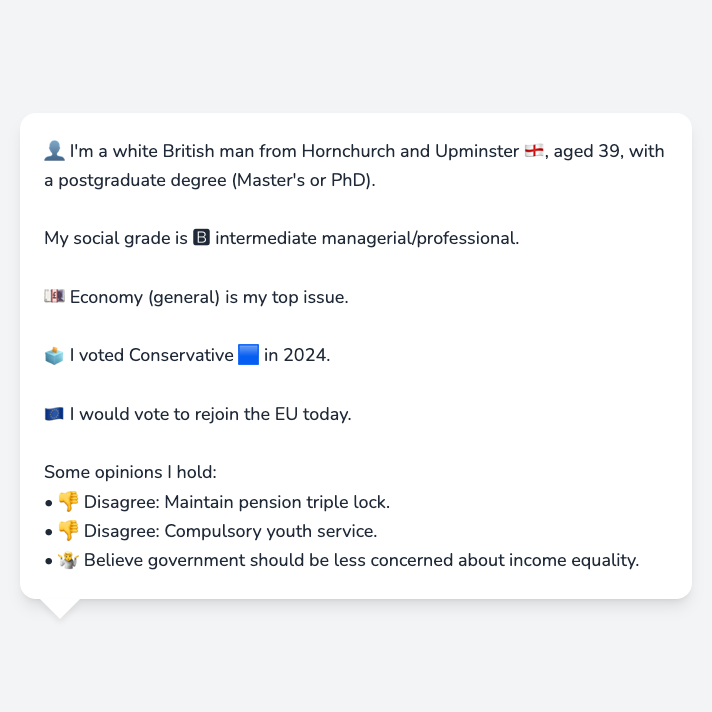 👤 I'm a white British man from Hornchurch and Upminster 🏴󠁧󠁢󠁥󠁮󠁧󠁿, aged 39, with
a postgraduate degree (Master's or PhD).
My social grade is 🅱 intermediate managerial/professional.
💷 Economy (general) is my top issue.
🗳️ I voted Conservative 🟦 in 2024.
🇪🇺 I would vote to rejoin the EU today.
Some opinions I hold:
• 👎 Disagree: Maintain pension triple lock.
• 👎 Disagree: Compulsory youth service.
• 🤷 Believe government should be less concerned about income equality.